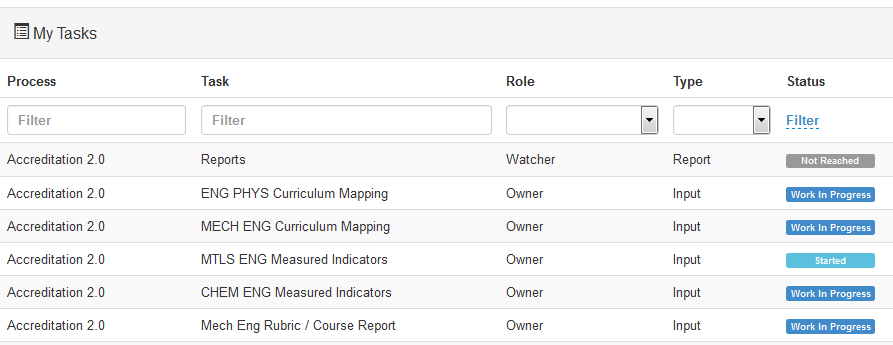 My Tasks
Process Task Role Type Status
Filter Filter Filter
Accreditation 2.0 Reports Watcher Report Not Reached
Accreditation 2.0 ENG PHYS Curriculum Mapping Owner Input Work In Progress
Accreditation 2.0 MECH ENG Curriculum Mapping Owner Input Work In Progress
Accreditation 2.0 MTLS ENG Measured Indicators Owner Input Started
Accreditation 2.0 CHEM ENG Measured Indicators Owner Input Work In Progress
Accreditation 2.0 Mech Eng Rubric / Course Report Owner Input Work In Progress